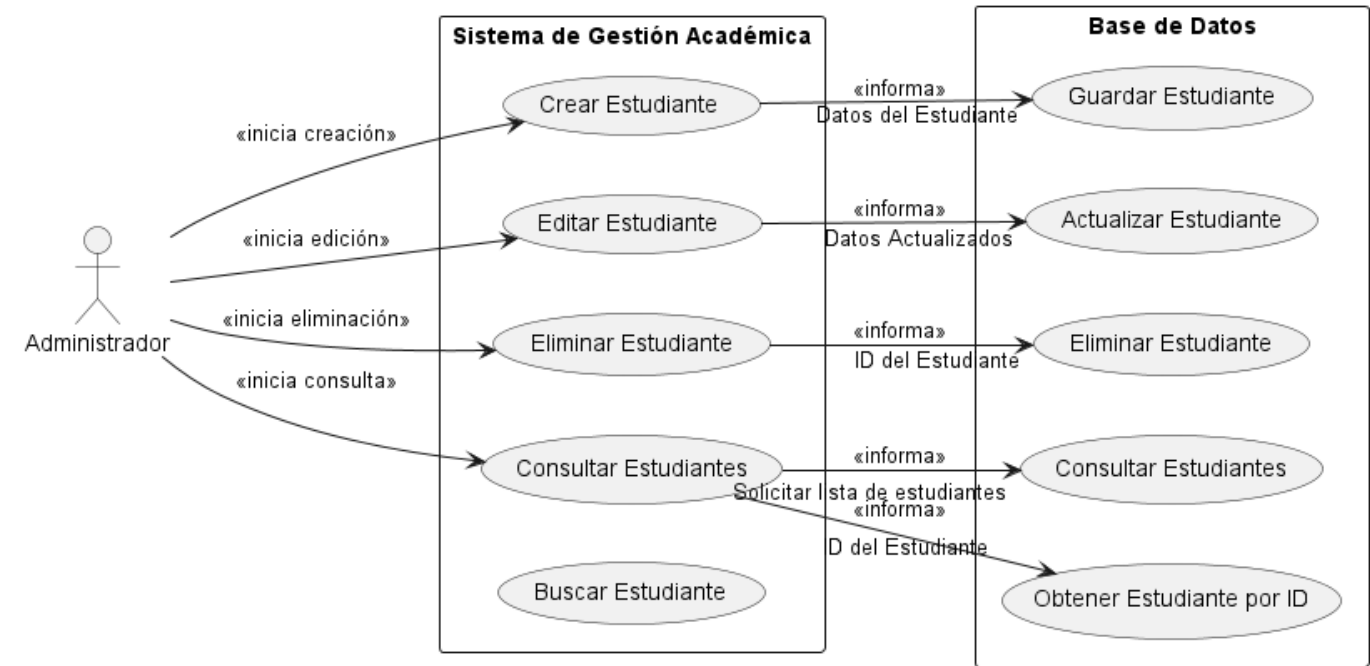 Sistema de Gestión Académica
Base de Datos
Crear Estudiante
«informa»
Datos del Estudiante
Guardar Estudiante
«inicia creación»
Editar Estudiante
«informa»
Datos Actualizados
Actualizar Estudiante
«inicia edición»
Administrador
«inicia eliminación»
Eliminar Estudiante
«informa»
ID del Estudiante
Eliminar Estudiante
«inicia consulta»
Consultar Estudiantes
«informa»
Solicitar lista de estudiantes
Consultar Estudiantes
«informa»
ID del Estudiante
Buscar Estudiante
Obtener Estudiante por ID